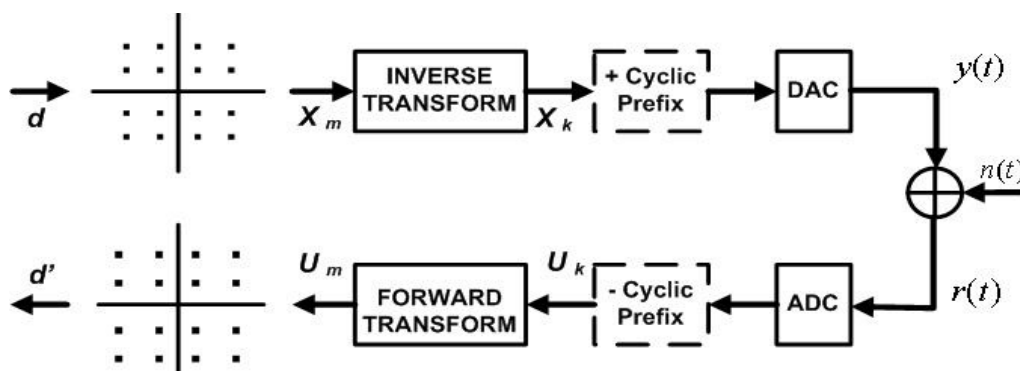 d
X m
INVERSE
TRANSFORM
X k
+ Cyclic
Prefix
DAC
y(t)
n(t)
d'
U m
FORWARD
TRANSFORM
U k
- Cyclic
Prefix
ADC
r(t)